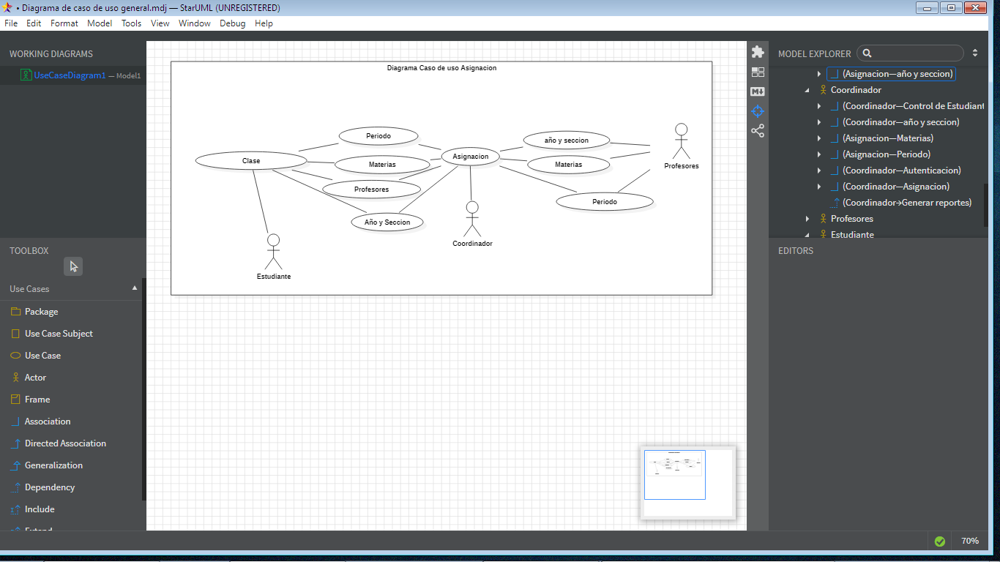 • Diagrama de caso de uso general.mdj — StarUML (UNREGISTERED)
File Edit Format Model Tools View Window Debug Help
WORKING DIAGRAMS
UseCaseDiagram1 — Model1
TOOLBOX
Use Cases
Package
Use Case Subject
Use Case
Actor
Frame
Association
Directed Association
Generalization
Dependency
Include
Extend
Diagrama Caso de uso Asignacion
Periodo
Clase
Materias
Profesores
Año y Seccion
Asignacion
año y seccion
Materias
Periodo
Profesores
Coordinador
Estudiante
MODEL EXPLORER
(Asignacion—año y seccion)
Coordinador
(Coordinador—Control de Estudiant
(Coordinador—año y seccion)
(Asignacion—Materias)
(Asignacion—Periodo)
(Coordinador—Autenticacion)
(Coordinador—Asignacion)
(Coordinador→Generar reportes)
Profesores
Estudiante
EDITORS
70%